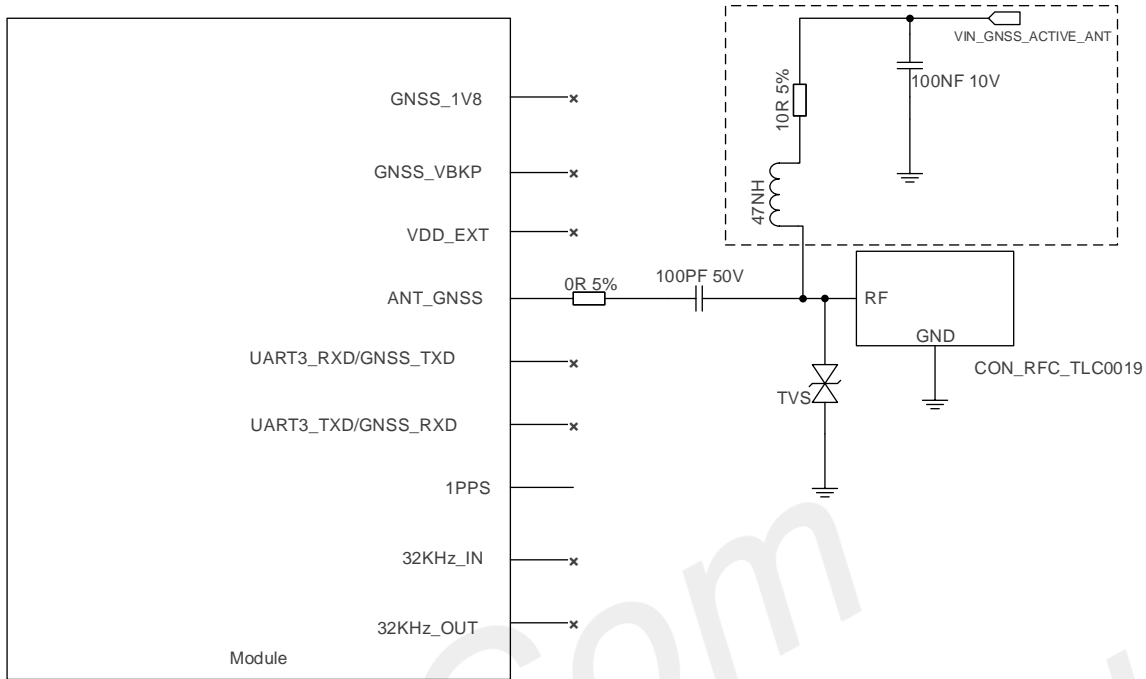 VIN_GNSS_ACTIVE_ANT
100NF 10V
10R 5%
GNSS_1V8
GNSS_VBKP
47NH
VDD_EXT
ANT_GNSS
0R 5%
100PF 50V
RF
GND
CON_RFC_TLC0019
UART3_RXD/GNSS_TXD
TVS
UART3_TXD/GNSS_RXD
1PPS
32KHz_IN
32KHz_OUT
Module
Com